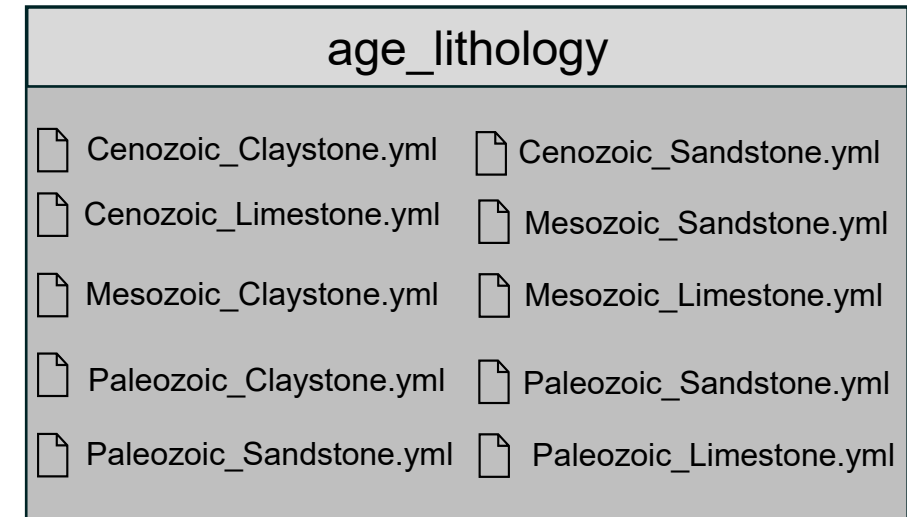 age_lithology
Cenozoic_Claystone.yml
Cenozoic_Sandstone.yml
Cenozoic_Limestone.yml
Mesozoic_Sandstone.yml
Mesozoic_Claystone.yml
Mesozoic_Limestone.yml
Paleozoic_Claystone.yml
Paleozoic_Sandstone.yml
Paleozoic_Sandstone.yml
Paleozoic_Limestone.yml